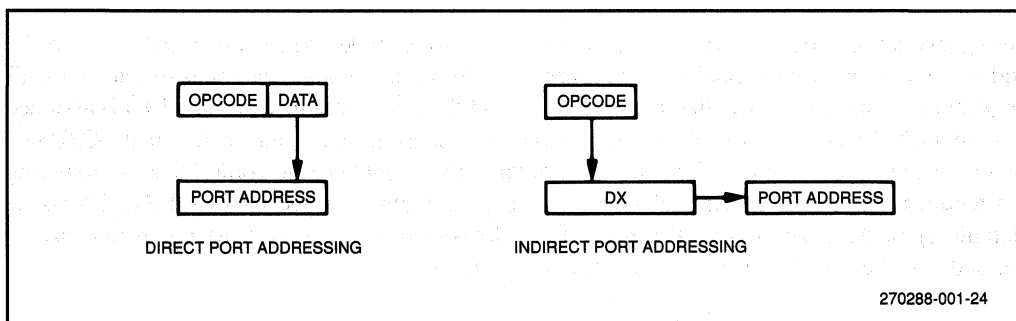 OPCODE DATA
PORT ADDRESS
DIRECT PORT ADDRESSING
OPCODE
DX
PORT ADDRESS
INDIRECT PORT ADDRESSING
270288-001-24